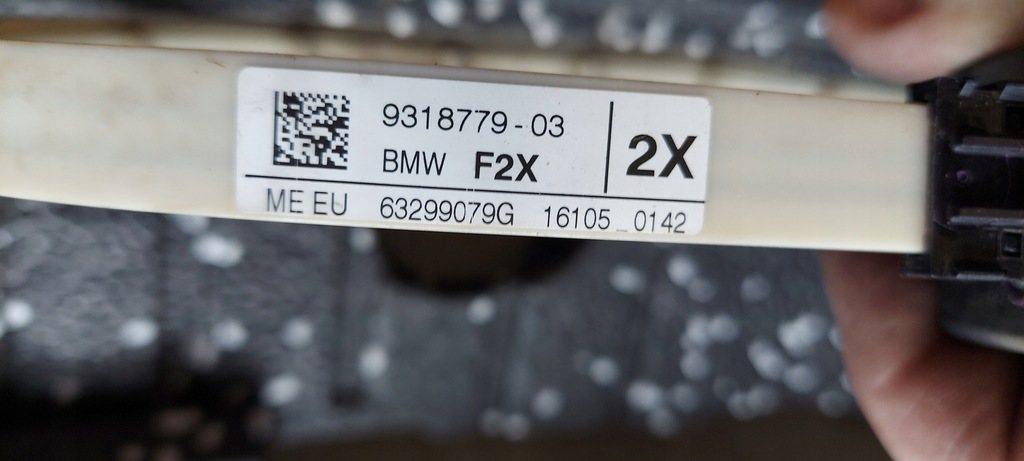 9318779-03
BMW F2X
2X
ME EU 63299079G 16105_0142